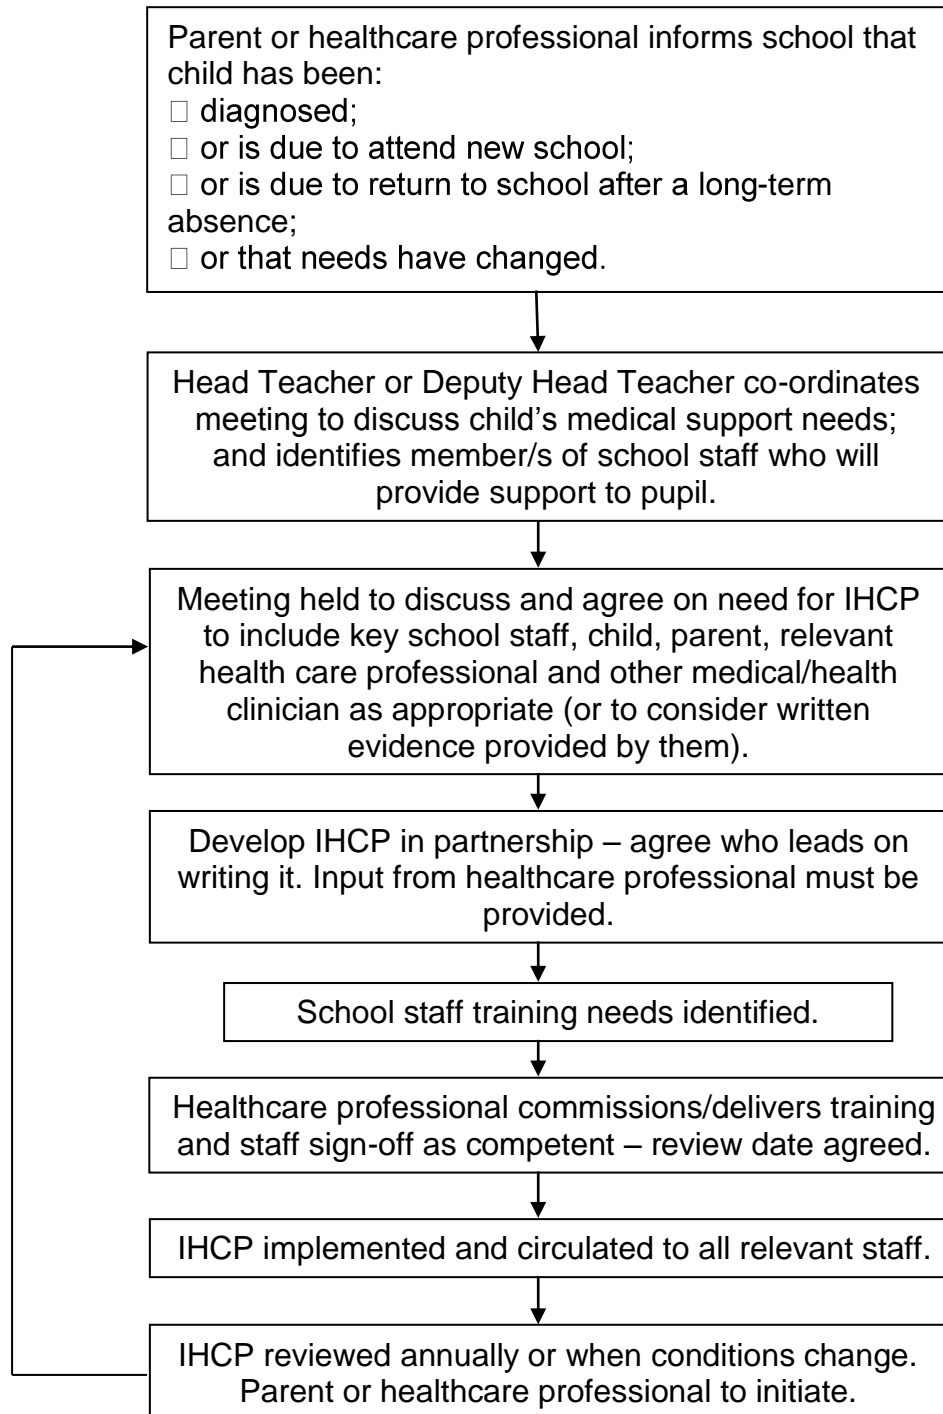 Parent or healthcare professional informs school that
child has been:
□ diagnosed;
□ or is due to attend new school;
□ or is due to return to school after a long-term
absence;
□ or that needs have changed.
Head Teacher or Deputy Head Teacher co-ordinates
meeting to discuss child’s medical support needs;
and identifies member/s of school staff who will
provide support to pupil.
Meeting held to discuss and agree on need for IHCP
to include key school staff, child, parent, relevant
health care professional and other medical/health
clinician as appropriate (or to consider written
evidence provided by them).
Develop IHCP in partnership – agree who leads on
writing it. Input from healthcare professional must be
provided.
School staff training needs identified.
Healthcare professional commissions/delivers training
and staff sign-off as competent – review date agreed.
IHCP implemented and circulated to all relevant staff.
IHCP reviewed annually or when conditions change.
Parent or healthcare professional to initiate.